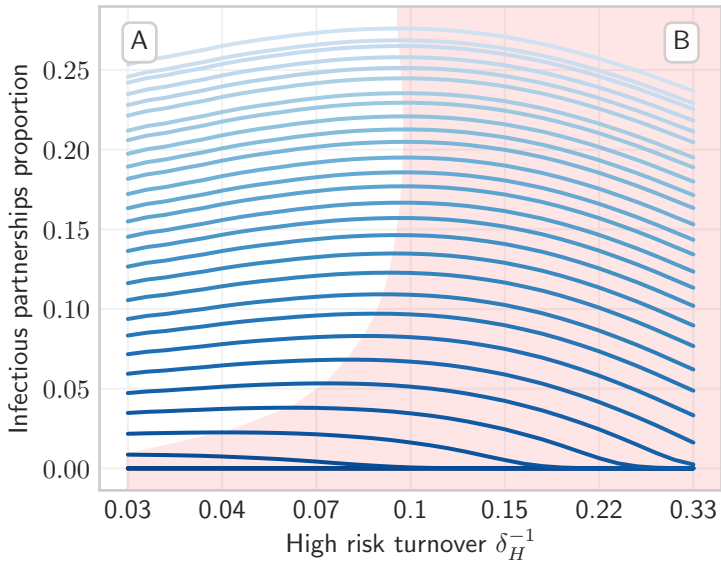 A
B
0.25
0.20
0.15
0.10
0.05
0.00
Infectious partnerships proportion
0.03 0.04 0.07 0.1 0.15 0.22 0.33
High risk turnover δ_H^{-1}